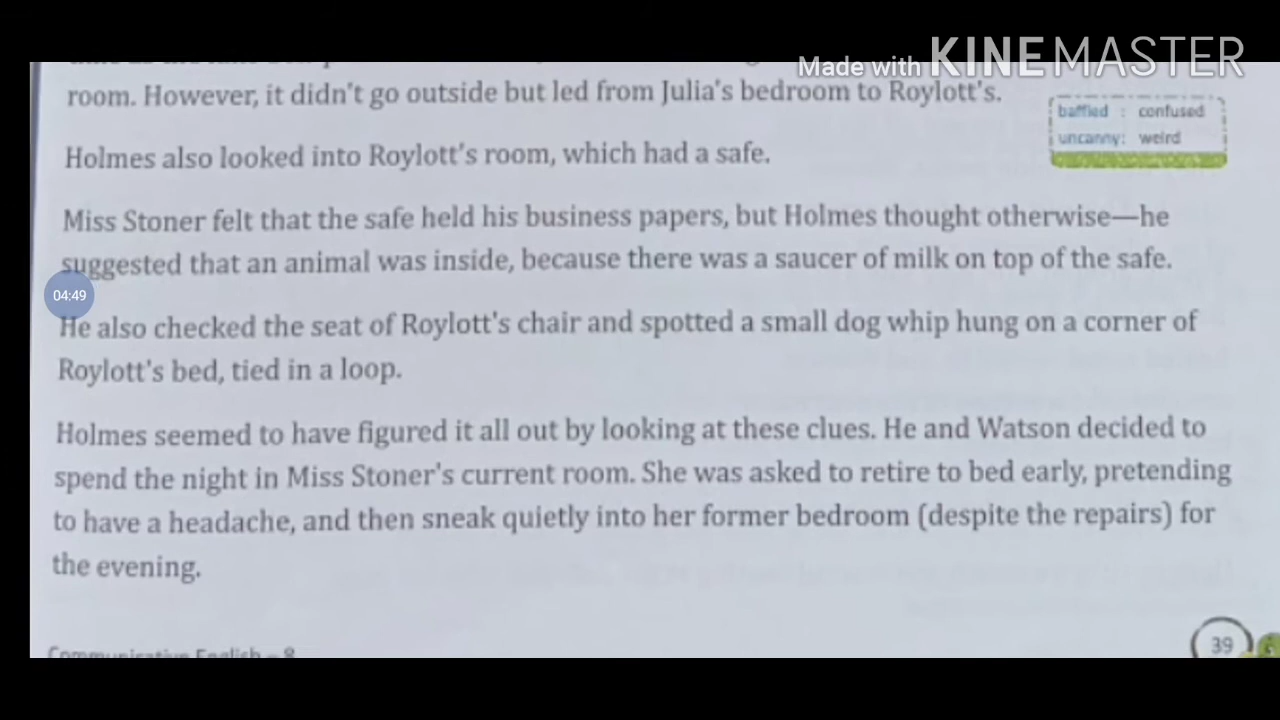 Made with KINEMASTER
room. However, it didn't go outside but led from Julia's bedroom to Roylott's.
baffled : confused
uncanny: weird
Holmes also looked into Roylott's room, which had a safe.
Miss Stoner felt that the safe held his business papers, but Holmes thought otherwise—he
suggested that an animal was inside, because there was a saucer of milk on top of the safe.
04:49
He also checked the seat of Roylott's chair and spotted a small dog whip hung on a corner of
Roylott's bed, tied in a loop.
Holmes seemed to have figured it all out by looking at these clues. He and Watson decided to
spend the night in Miss Stoner's current room. She was asked to retire to bed early, pretending
to have a headache, and then sneak quietly into her former bedroom (despite the repairs) for
the evening.
Communicative English – 8
39